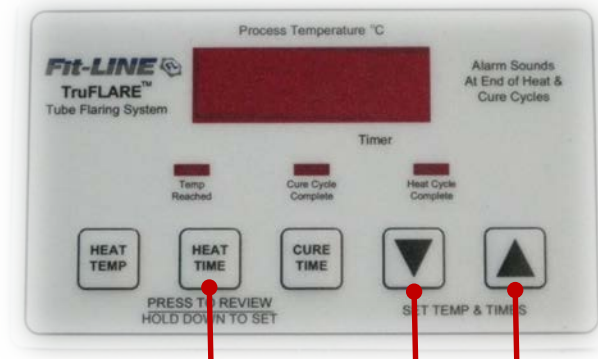 Process Temperature °C
Fit-LINE
TruFLARE™
Tube Flaring System
Alarm Sounds
At End of Heat &
Cure Cycles
Timer
Temp
Reached
Cure Cycle
Complete
Heat Cycle
Complete
HEAT
TEMP
HEAT
TIME
CURE
TIME
PRESS TO REVIEW
HOLD DOWN TO SET
SET TEMP & TIMES